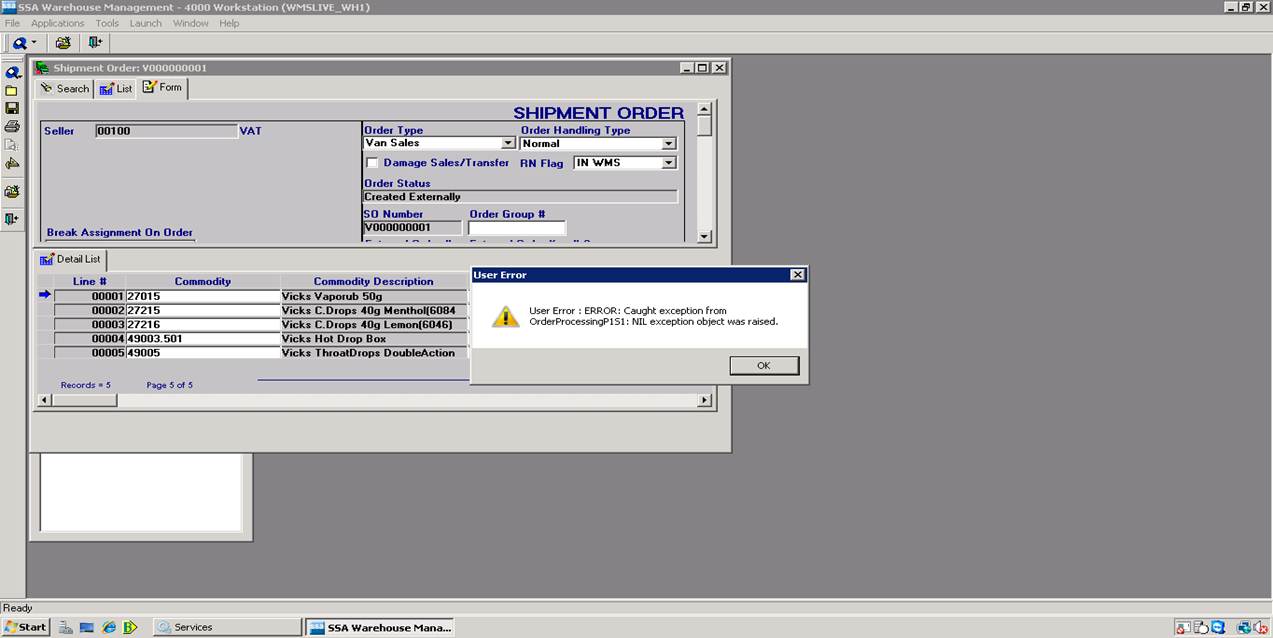 SSA Warehouse Management - 4000 Workstation (WMSLIVE_WH1)
File Applications Tools Launch Window Help
Shipment Order: V000000001
Search List Form
SHIPMENT ORDER
Seller 00100 VAT
Order Type Order Handling Type
Van Sales Normal
Damage Sales/Transfer RN Flag IN WMS
Order Status
Created Externally
SO Number Order Group #
V000000001
Break Assignment On Order
Detail List
Line # Commodity Commodity Description
00001 27015 Vicks Vaporub 50g
00002 27215 Vicks C.Drops 40g Menthol(6084
00003 27216 Vicks C.Drops 40g Lemon(6046)
00004 49003.501 Vicks Hot Drop Box
00005 49005 Vicks ThroatDrops DoubleAction
Records = 5 Page 5 of 5
User Error
User Error : ERROR: Caught exception from
OrderProcessingP1S1: NIL exception object was raised.
OK
Ready
Start Services SSA Warehouse Mana...